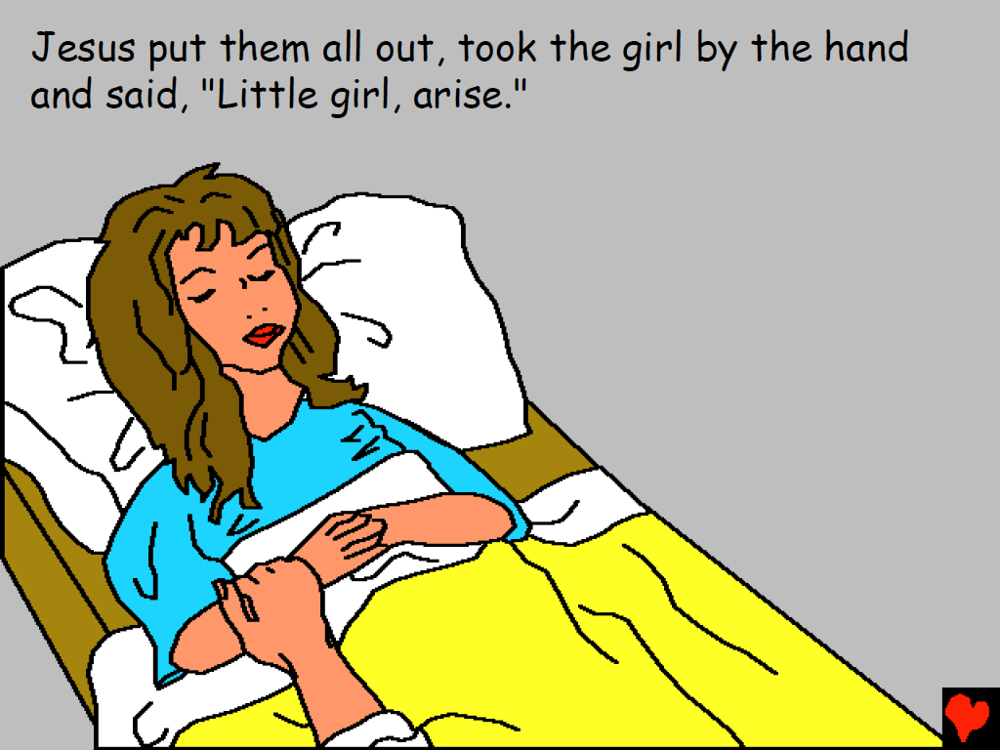 Jesus put them all out, took the girl by the hand
and said, "Little girl, arise."